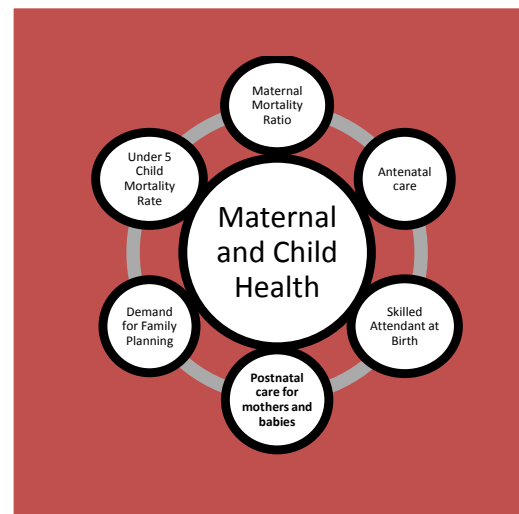 Maternal
Mortality
Ratio
Under 5
Child
Mortality
Rate
Antenatal
care
Maternal
and Child
Health
Demand
for Family
Planning
Skilled
Attendant at
Birth
Postnatal
care for
mothers and
babies